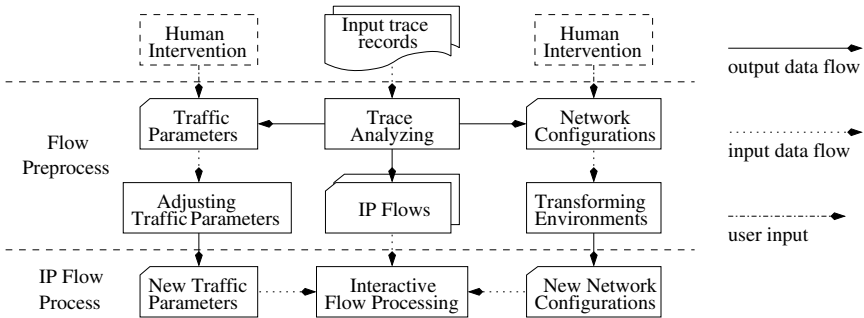 Human
Intervention
Input trace
records
Human
Intervention
output data flow
Flow
Preprocess
Traffic
Parameters
Trace
Analyzing
Network
Configurations
input data flow
Adjusting
Traffic Parameters
IP Flows
Transforming
Environments
user input
IP Flow
Process
New Traffic
Parameters
Interactive
Flow Processing
New Network
Configurations